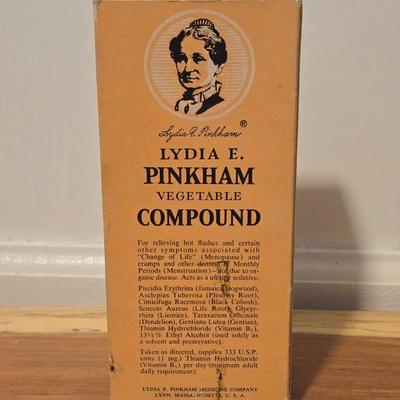 Lydia E. Pinkham ®
LYDIA E.
PINKHAM
VEGETABLE
COMPOUND
For relieving hot flashes and certain
other symptoms associated with
"Change of Life" (Menopause) and
cramps and other distress of Monthly
Periods (Menstruation)—not due to or-
ganic disease. Acts as a uterine sedative.
Piscidia Erythrina (Jamaica Dogwood),
Asclepias Tuberosa (Pleurisy Root),
Cimicifuga Racemosa (Black Cohosh),
Senecio Aureus (Life Root), Glycyr-
rhiza (Licorice), Taraxacum Officinale
(Dandelion), Gentiana Lutea (Gentian),
Thiamin Hydrochloride (Vitamin B₁),
13½% Ethyl Alcohol (used solely as
a solvent and preservative).
Taken as directed, supplies 333 U.S.P.
units (1 mg.) Thiamin Hydrochloride
(Vitamin B₁) per day (minimum adult
daily requirement).
LYDIA E. PINKHAM MEDICINE COMPANY
LYNN, MASSACHUSETTS, U. S. A.